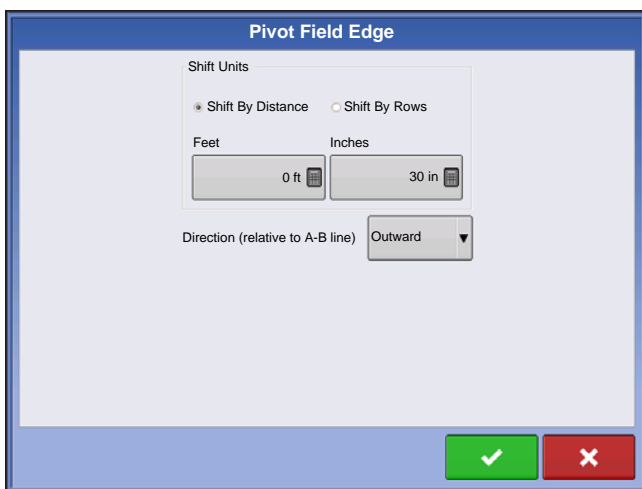 Pivot Field Edge
Shift Units
Shift By Distance Shift By Rows
Feet Inches
0 ft 30 in
Direction (relative to A-B line) Outward